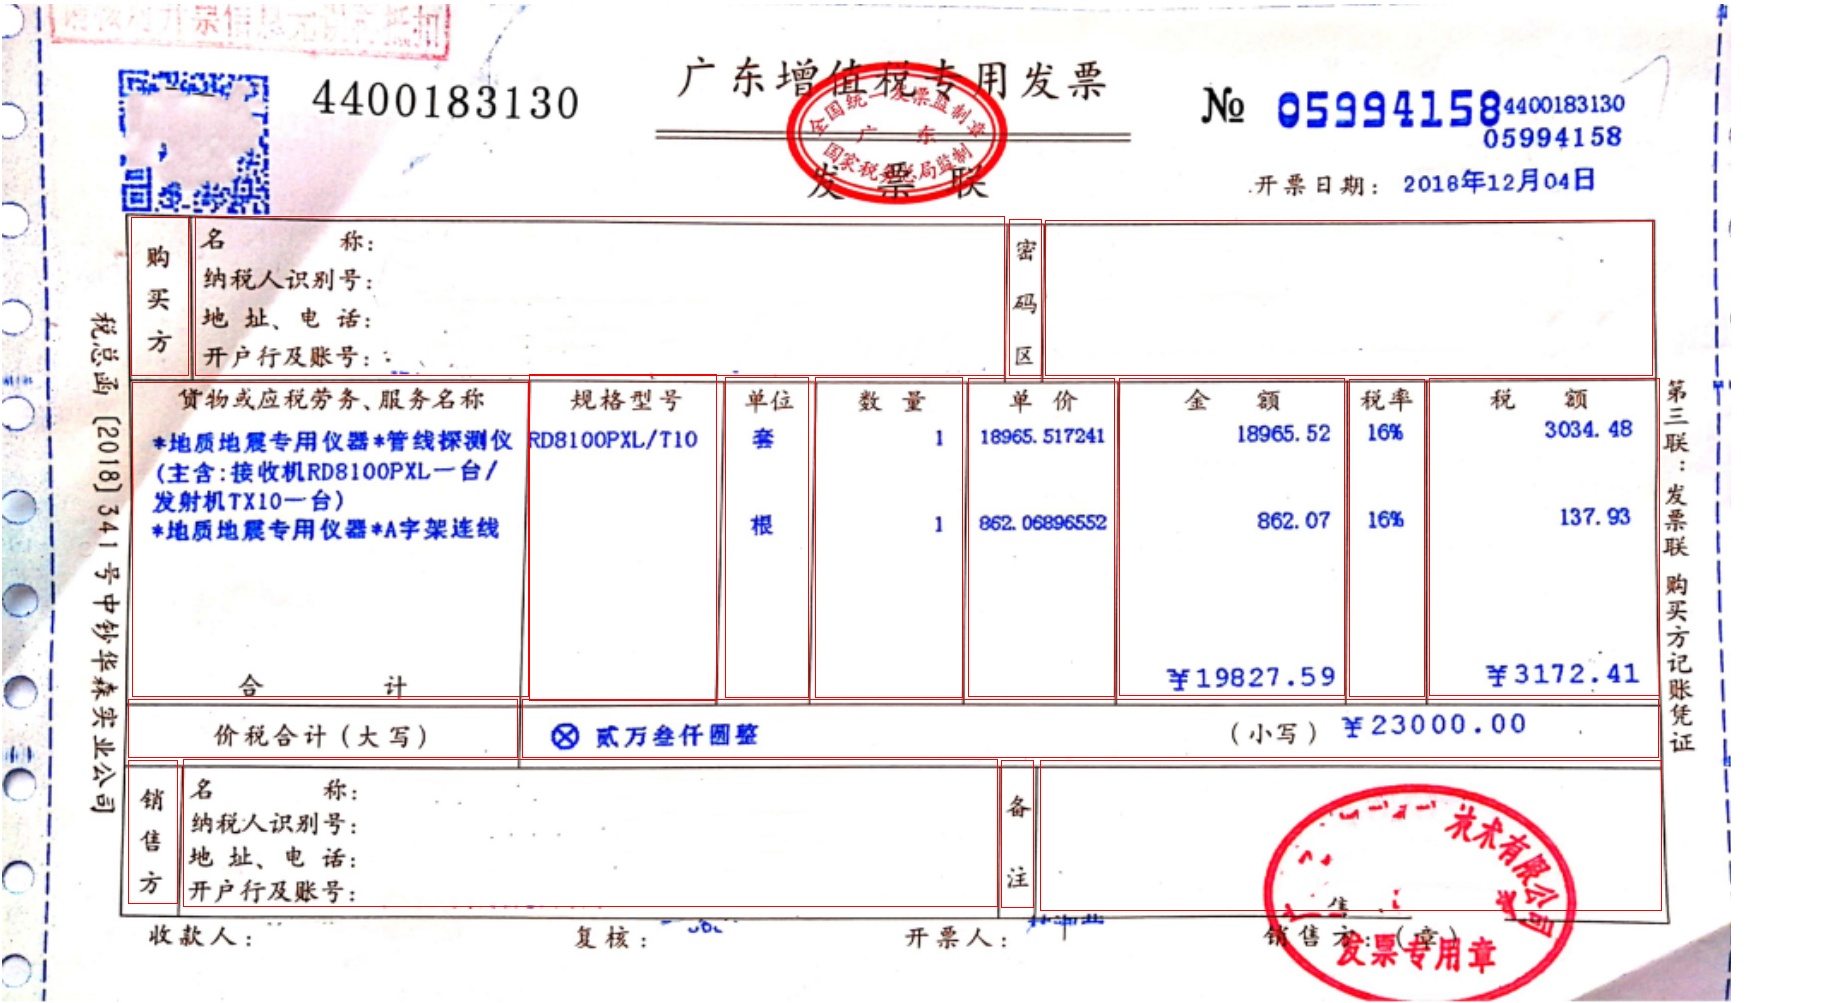 4400183130
广东增值税专用发票
全国统一发票监制章
广 东
国家税务总局监制
发 票 联
№ 05994158
4400183130
05994158
开票日期: 2018年12月04日
税总函〔2018〕341号中钞华森实业公司
购买方
名 称:
纳税人识别号:
地 址、电 话:
开户行及账号:
密码区
货物或应税劳务、服务名称 规格型号 单位 数 量 单 价 金 额 税率 税 额
*地质地震专用仪器*管线探测仪 RD8100PXL/T10 套 1 18965.517241 18965.52 16% 3034.48
(主含:接收机RD8100PXL一台/
发射机TX10一台)
*地质地震专用仪器*A字架连线 根 1 862.06896552 862.07 16% 137.93
合 计 ¥19827.59 ¥3172.41
价税合计(大写) ⊗ 贰万叁仟圆整 (小写) ¥23000.00
第三联:发票联 购买方记账凭证
销售方
名 称:
纳税人识别号:
地 址、电 话:
开户行及账号:
备注
术有限公司
发票专用章
收款人: 复核: 开票人: 销售方:(章)